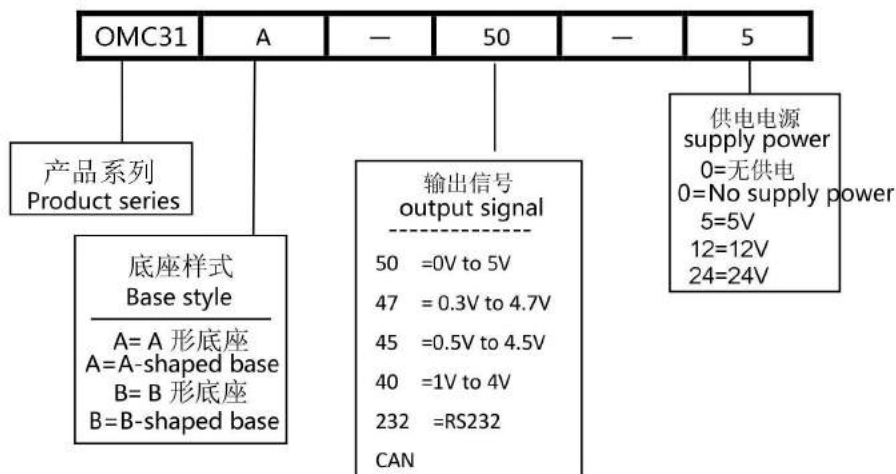 OMC31 A — 50 — 5
产品系列
Product series
底座样式
Base style
A= A 形底座
A=A-shaped base
B= B 形底座
B=B-shaped base
输出信号
output signal
--------------
50 =0V to 5V
47 = 0.3V to 4.7V
45 =0.5V to 4.5V
40 =1V to 4V
232 =RS232
CAN
供电电源
supply power
0=无供电
0=No supply power
5=5V
12=12V
24=24V